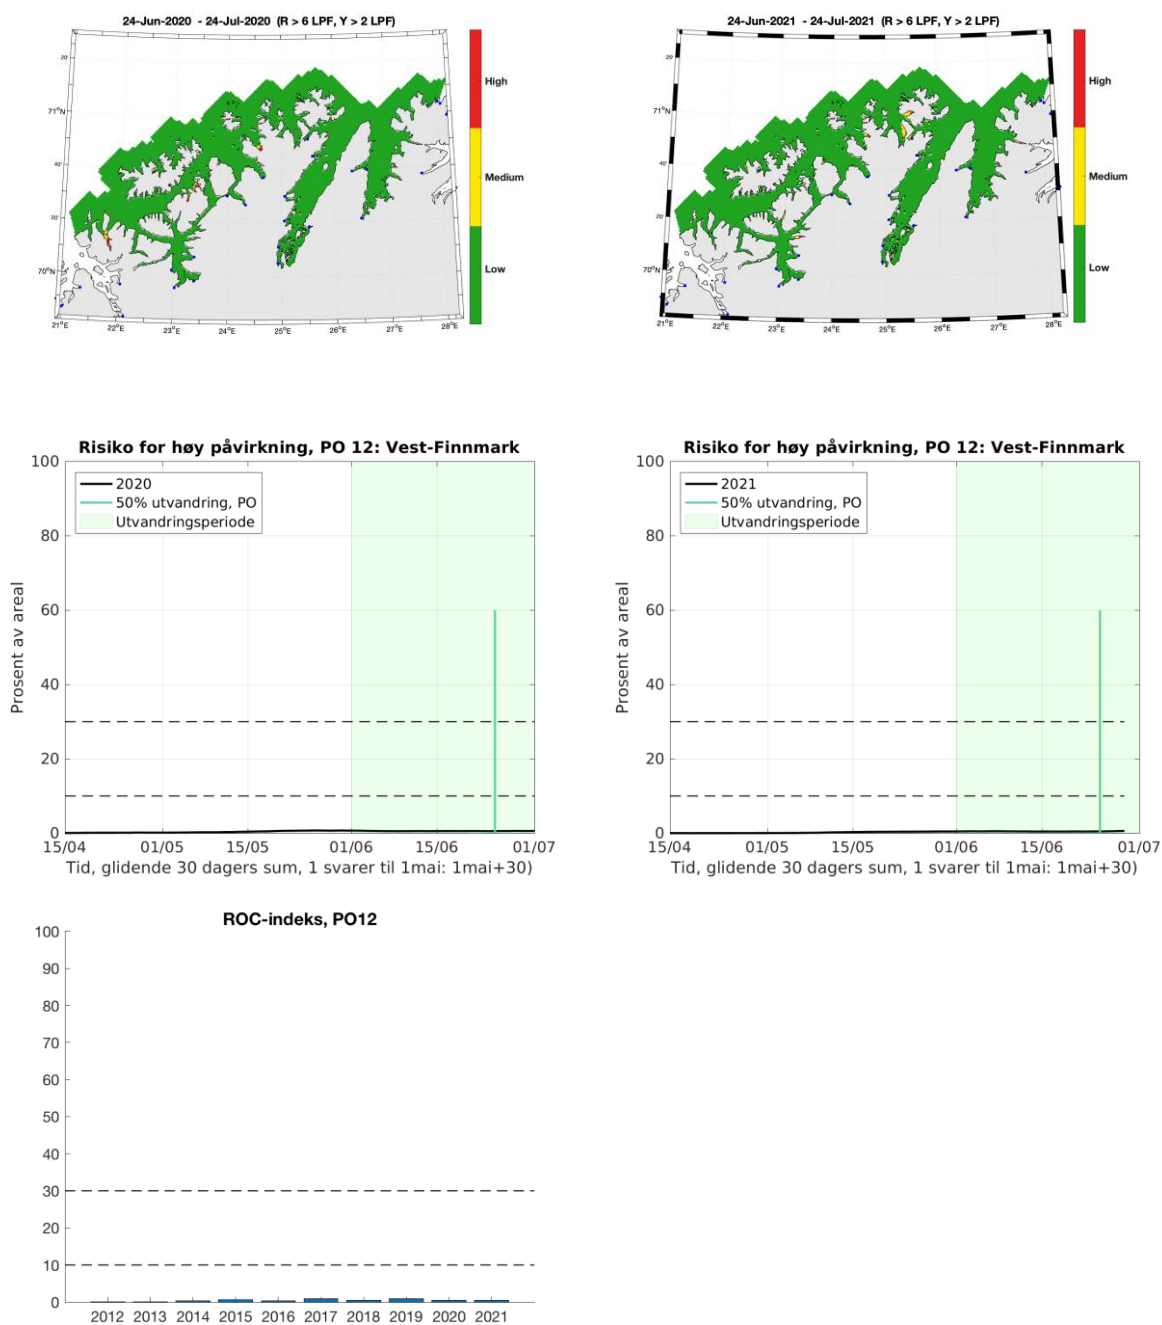 24-Jun-2020 - 24-Jul-2020 (R > 6 LPF, Y > 2 LPF)
20'
71°N
40'
20'
70°N
21°E 22°E 23°E 24°E 25°E 26°E 27°E 28°E
High
Medium
Low
24-Jun-2021 - 24-Jul-2021 (R > 6 LPF, Y > 2 LPF)
20'
71°N
40'
20'
70°N
21°E 22°E 23°E 24°E 25°E 26°E 27°E 28°E
High
Medium
Low
Risiko for høy påvirkning, PO 12: Vest-Finnmark
100
80
60
40
20
0
Prosent av areal
2020
50% utvandring, PO
Utvandringsperiode
15/04 01/05 15/05 01/06 15/06 01/07
Tid, glidende 30 dagers sum, 1 svarer til 1mai: 1mai+30)
Risiko for høy påvirkning, PO 12: Vest-Finnmark
100
80
60
40
20
0
Prosent av areal
2021
50% utvandring, PO
Utvandringsperiode
15/04 01/05 15/05 01/06 15/06 01/07
Tid, glidende 30 dagers sum, 1 svarer til 1mai: 1mai+30)
ROC-indeks, PO12
100
90
80
70
60
50
40
30
20
10
0
2012 2013 2014 2015 2016 2017 2018 2019 2020 2021